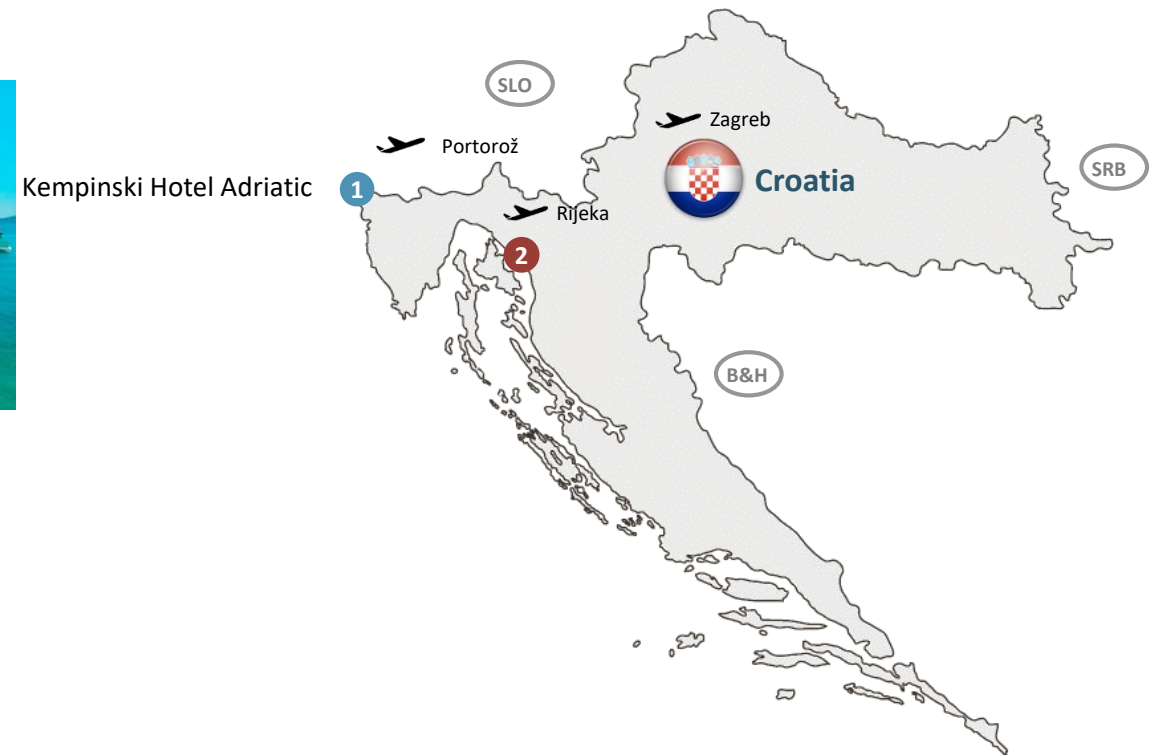 SLO
Zagreb
Portorož
Croatia
SRB
Kempinski Hotel Adriatic
1
Rijeka
2
B&H